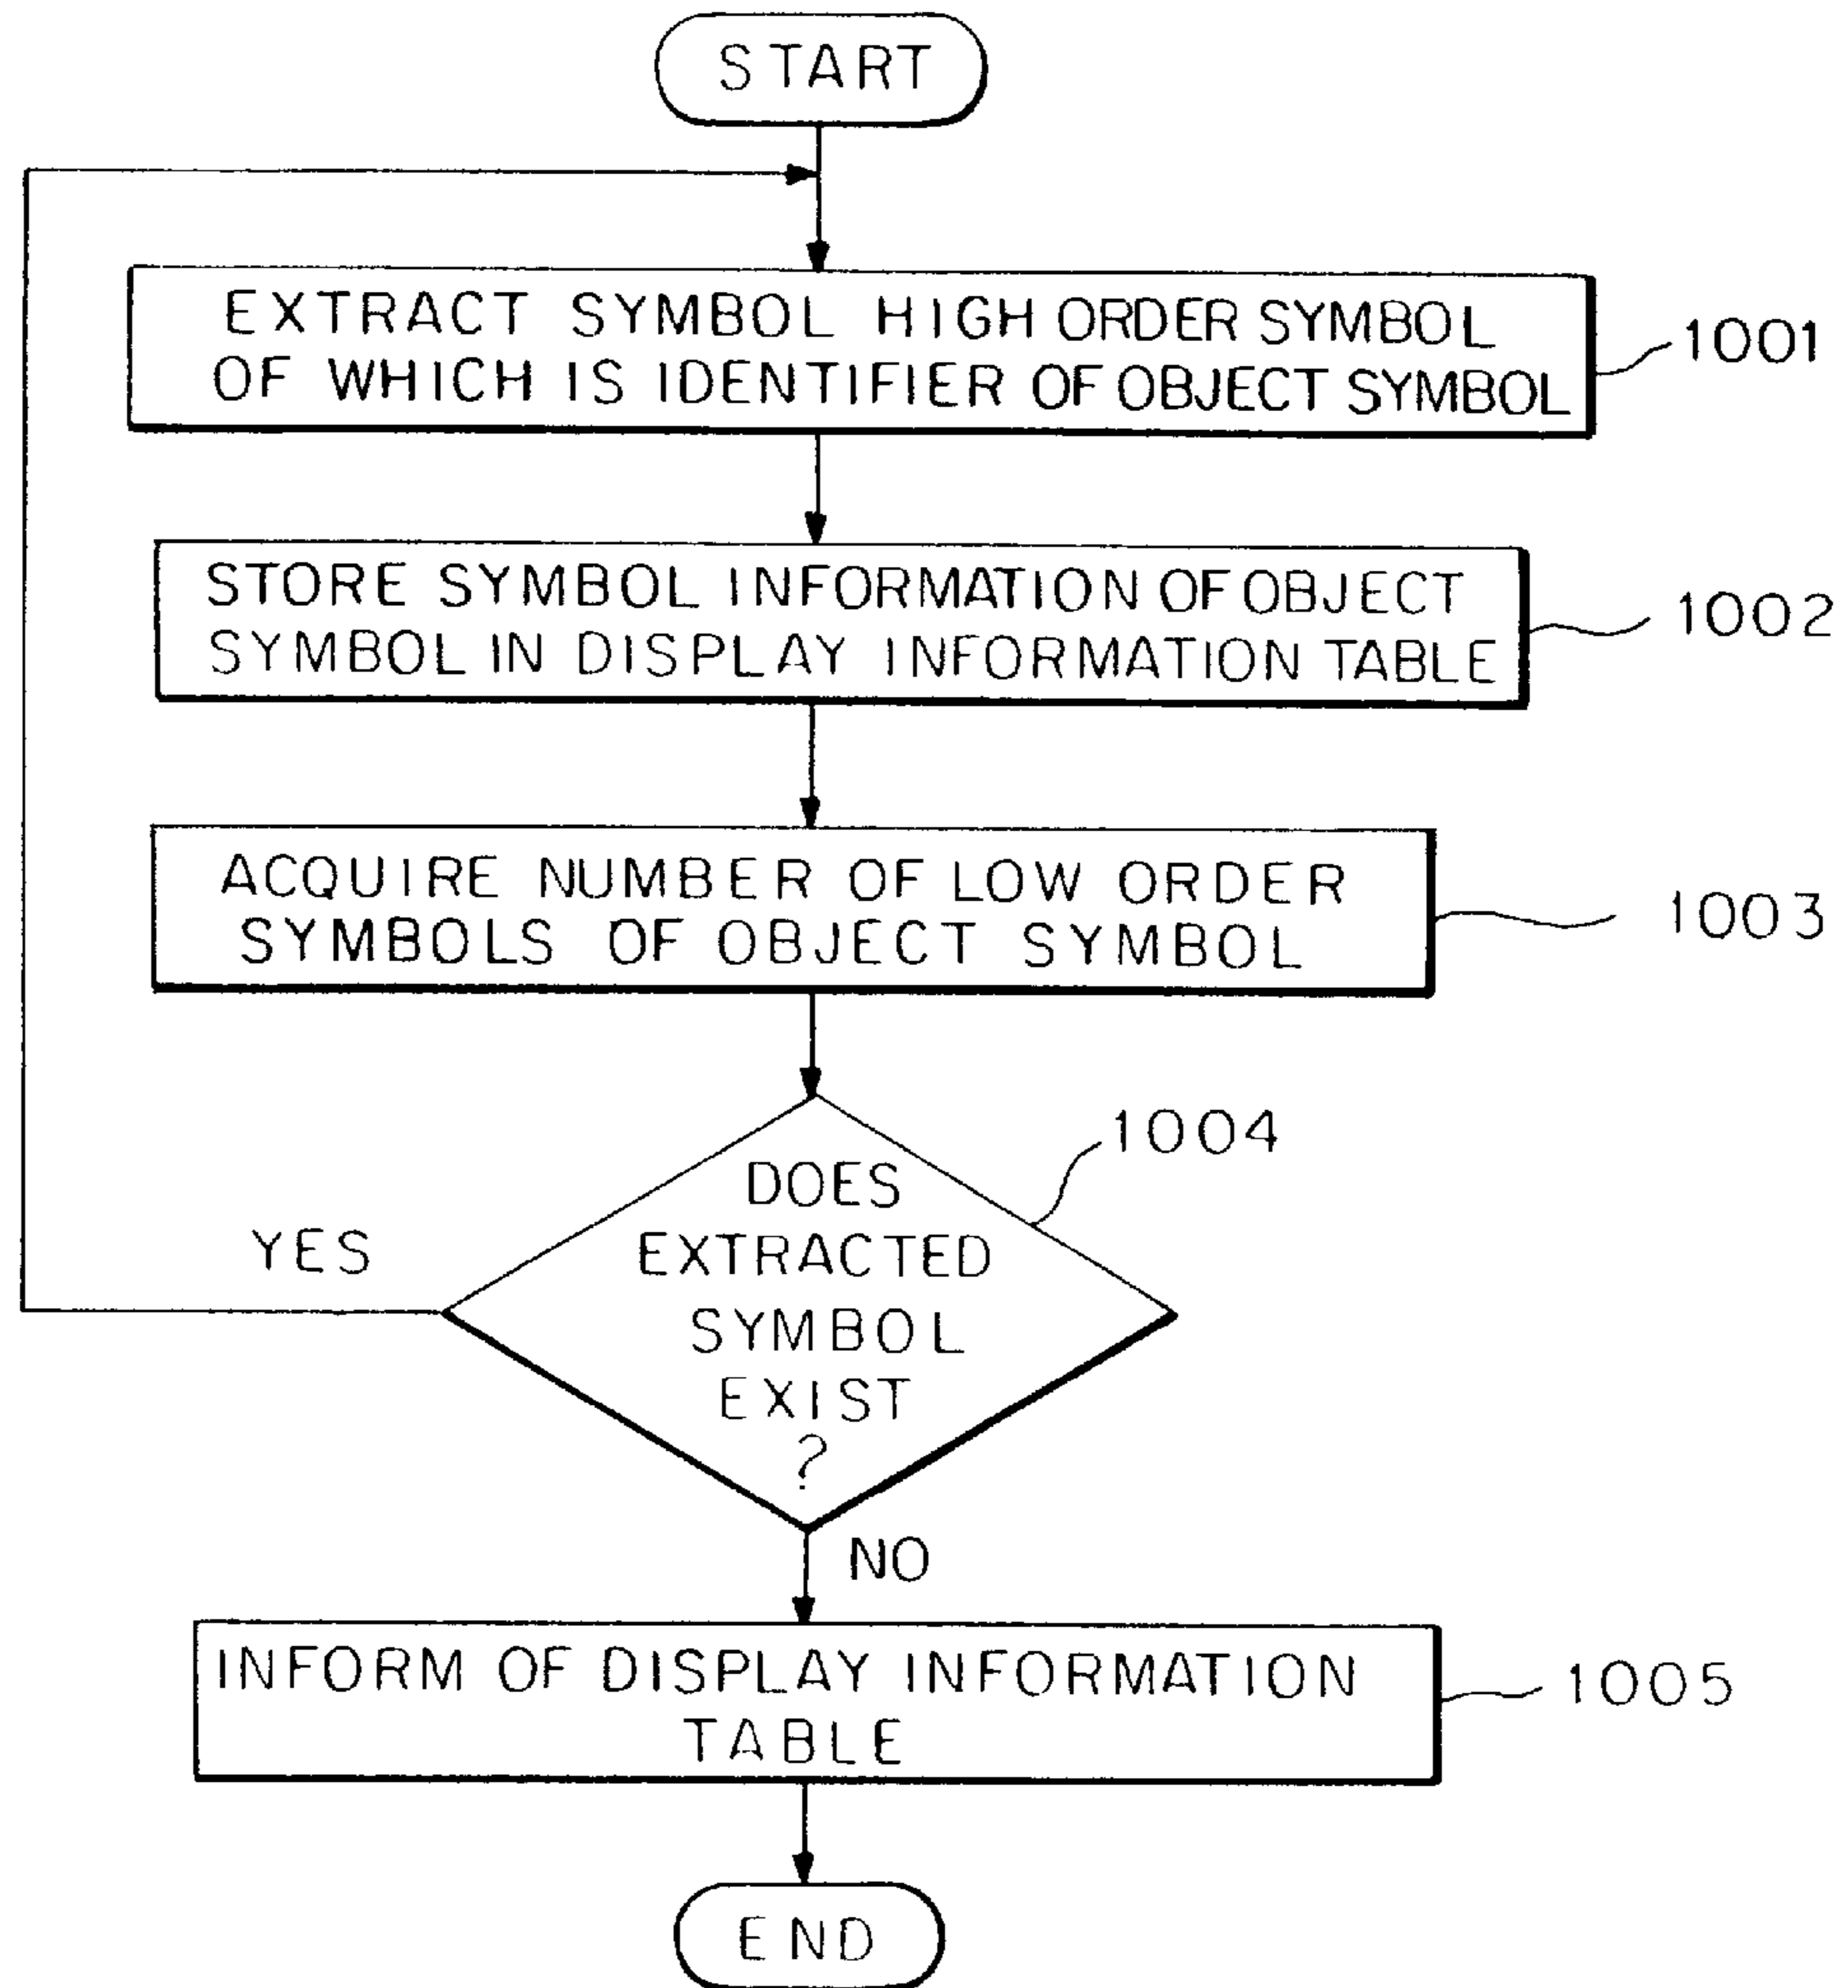 START
EXTRACT SYMBOL HIGH ORDER SYMBOL
OF WHICH IS IDENTIFIER OF OBJECT SYMBOL
1001
STORE SYMBOL INFORMATION OF OBJECT
SYMBOL IN DISPLAY INFORMATION TABLE
1002
ACQUIRE NUMBER OF LOW ORDER
SYMBOLS OF OBJECT SYMBOL
1003
1004
DOES
EXTRACTED
SYMBOL
EXIST
?
YES
NO
INFORM OF DISPLAY INFORMATION
TABLE
1005
END